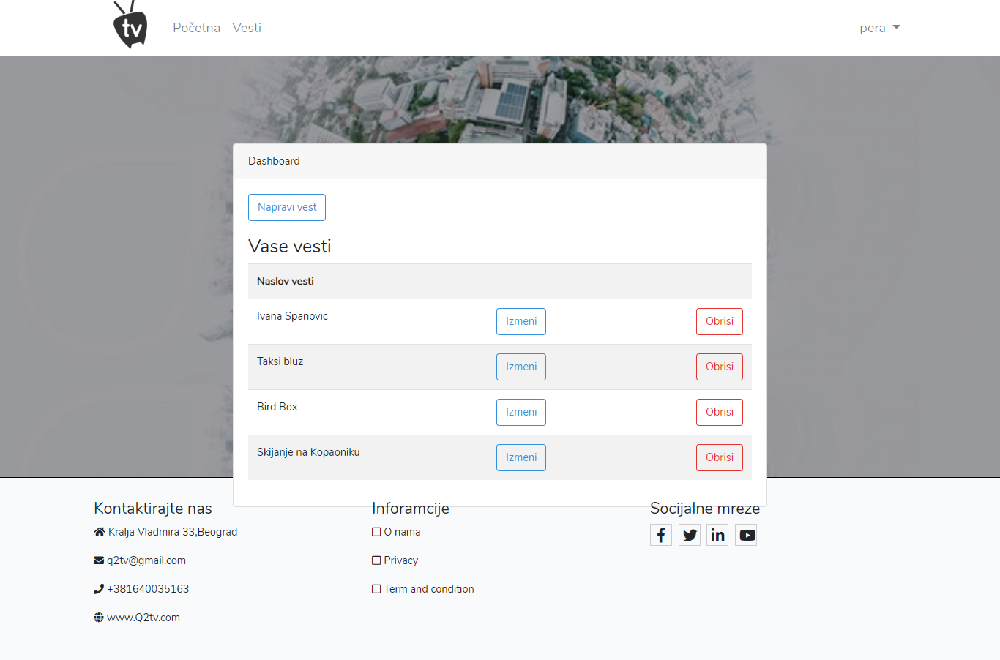 tv
Početna Vesti pera
Dashboard
Napravi vest
Vase vesti
Naslov vesti
Ivana Spanovic Izmeni Obrisi
Taksi bluz Izmeni Obrisi
Bird Box Izmeni Obrisi
Skijanje na Kopaoniku Izmeni Obrisi
Kontaktirajte nas
Kralja Vladmira 33,Beograd
q2tv@gmail.com
+381640035163
www.Q2tv.com
Inforamcije
O nama
Privacy
Term and condition
Socijalne mreze